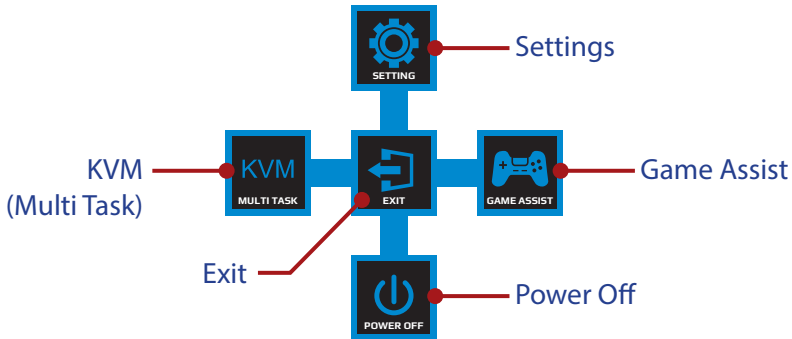 SETTING
Settings
KVM
(Multi Task)
KVM
MULTI TASK
EXIT
GAME ASSIST
Game Assist
Exit
POWER OFF
Power Off